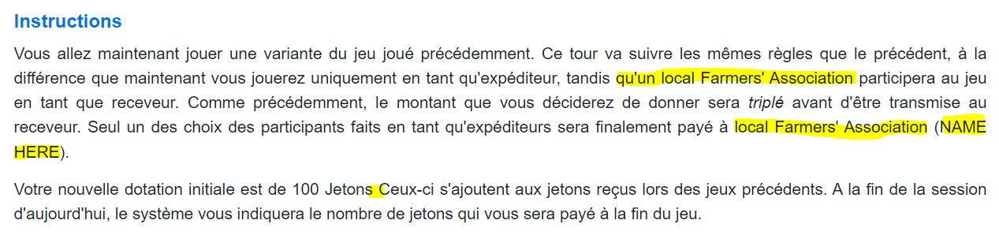 Instructions
Vous allez maintenant jouer une variante du jeu joué précédemment. Ce tour va suivre les mêmes règles que le précédent, à la
différence que maintenant vous jouerez uniquement en tant qu'expéditeur, tandis qu'un local Farmers' Association participera au jeu
en tant que receveur. Comme précédemment, le montant que vous déciderez de donner sera triplé avant d'être transmise au
receveur. Seul un des choix des participants faits en tant qu'expéditeurs sera finalement payé à local Farmers' Association (NAME
HERE).
Votre nouvelle dotation initiale est de 100 Jetons Ceux-ci s'ajoutent aux jetons reçus lors des jeux précédents. A la fin de la session
d'aujourd'hui, le système vous indiquera le nombre de jetons qui vous sera payé à la fin du jeu.